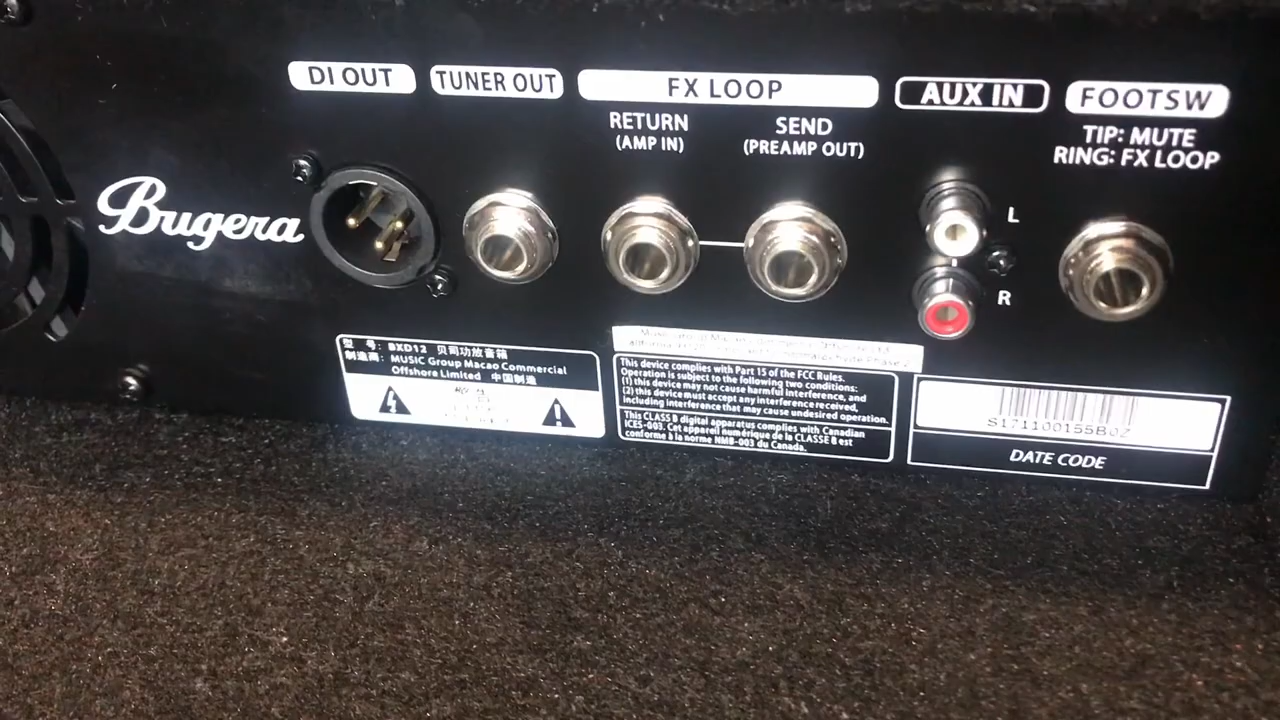 DI OUT
TUNER OUT
FX LOOP
AUX IN
FOOTSW
RETURN
(AMP IN)
SEND
(PREAMP OUT)
TIP: MUTE
RING: FX LOOP
Bugera
L
R
型 号: BXD12 贝司功放音箱
制造商: MUSIC Group Macao Commercial
Offshore Limited 中国制造
This device complies with Part 15 of the FCC Rules.
Operation is subject to the following two conditions:
(1) this device may not cause harmful interference, and
(2) this device must accept any interference received,
including interference that may cause undesired operation.
This CLASS B digital apparatus complies with Canadian
ICES-003. Cet appareil numérique de la CLASSE B est
conforme à la norme NMB-003 du Canada.
S171100155B0Z
DATE CODE